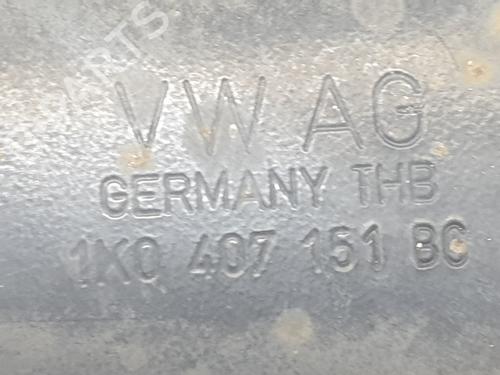 VW AG
GERMANY THB
1K0 407 151 BC